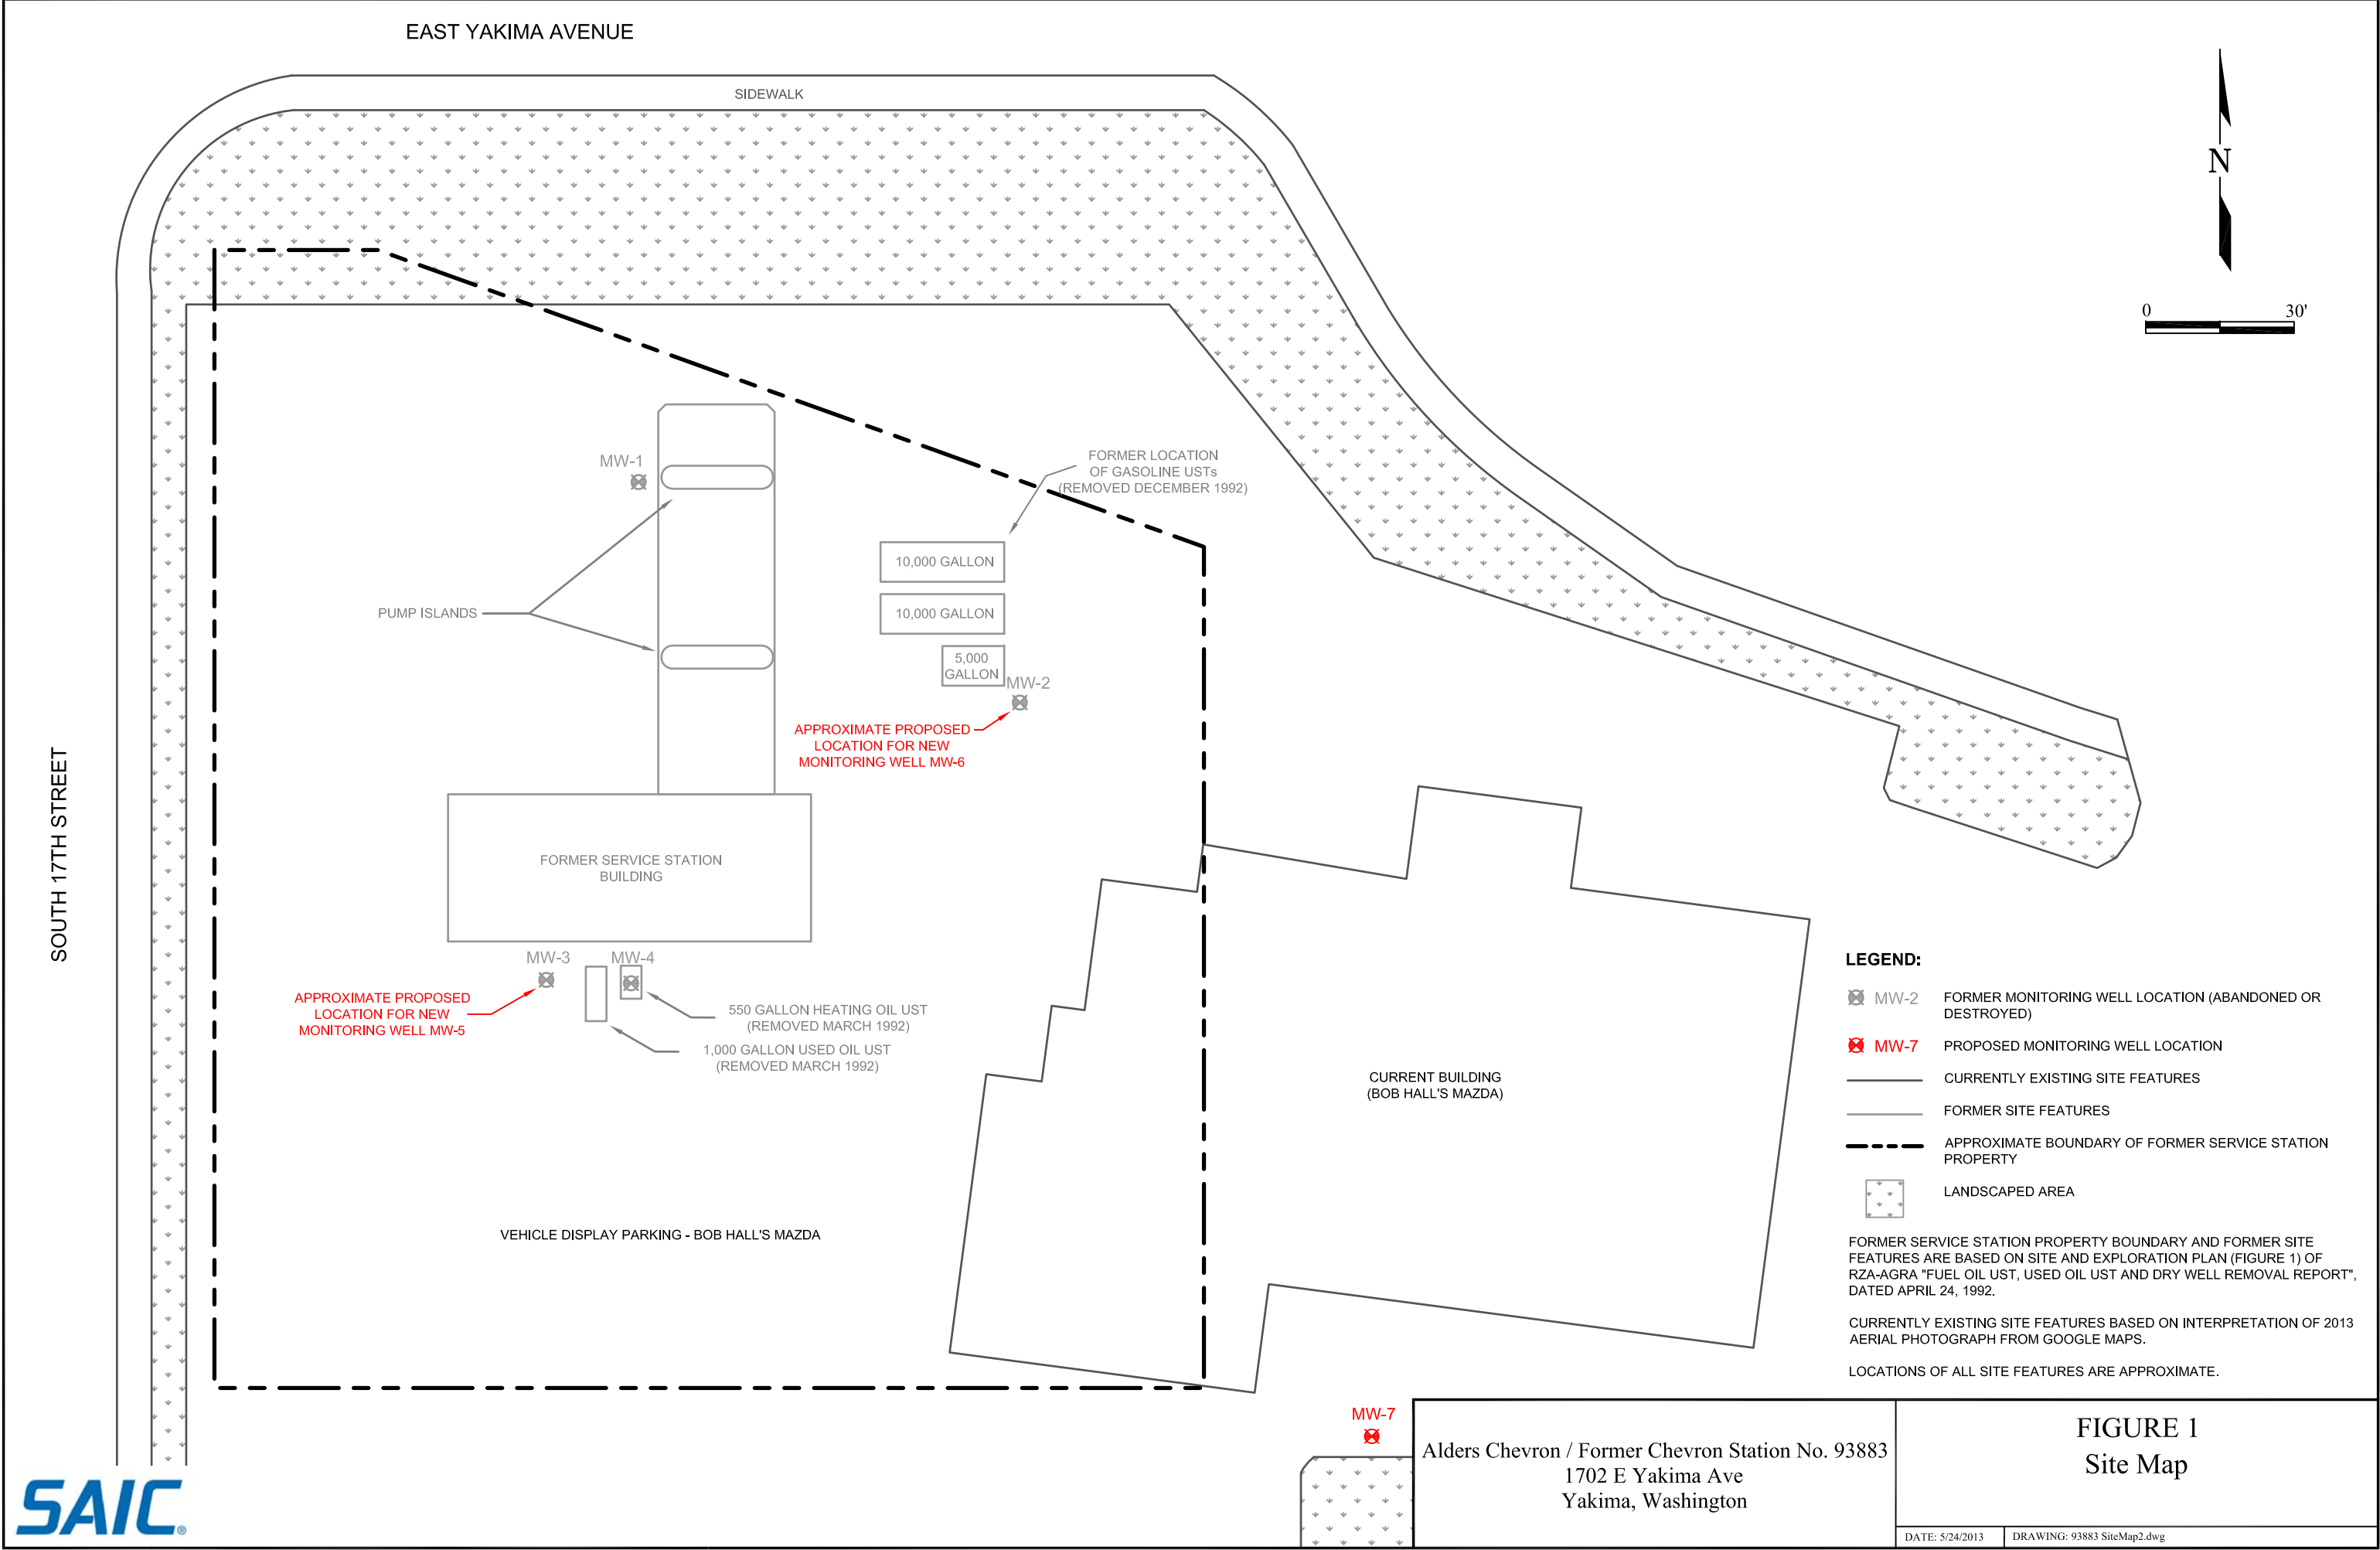 EAST YAKIMA AVENUE
SIDEWALK
N
0 30'
MW-1
FORMER LOCATION
OF GASOLINE USTs
(REMOVED DECEMBER 1992)
10,000 GALLON
PUMP ISLANDS
10,000 GALLON
5,000
GALLON
MW-2
APPROXIMATE PROPOSED
LOCATION FOR NEW
MONITORING WELL MW-6
SOUTH 17TH STREET
FORMER SERVICE STATION
BUILDING
MW-3
MW-4
APPROXIMATE PROPOSED
LOCATION FOR NEW
MONITORING WELL MW-5
550 GALLON HEATING OIL UST
(REMOVED MARCH 1992)
1,000 GALLON USED OIL UST
(REMOVED MARCH 1992)
CURRENT BUILDING
(BOB HALL'S MAZDA)
VEHICLE DISPLAY PARKING - BOB HALL'S MAZDA
LEGEND:
MW-2 FORMER MONITORING WELL LOCATION (ABANDONED OR
DESTROYED)
MW-7 PROPOSED MONITORING WELL LOCATION
CURRENTLY EXISTING SITE FEATURES
FORMER SITE FEATURES
APPROXIMATE BOUNDARY OF FORMER SERVICE STATION
PROPERTY
LANDSCAPED AREA
FORMER SERVICE STATION PROPERTY BOUNDARY AND FORMER SITE
FEATURES ARE BASED ON SITE AND EXPLORATION PLAN (FIGURE 1) OF
RZA-AGRA "FUEL OIL UST, USED OIL UST AND DRY WELL REMOVAL REPORT",
DATED APRIL 24, 1992.
CURRENTLY EXISTING SITE FEATURES BASED ON INTERPRETATION OF 2013
AERIAL PHOTOGRAPH FROM GOOGLE MAPS.
LOCATIONS OF ALL SITE FEATURES ARE APPROXIMATE.
MW-7
SAIC®
Alders Chevron / Former Chevron Station No. 93883
1702 E Yakima Ave
Yakima, Washington
FIGURE 1
Site Map
DATE: 5/24/2013
DRAWING: 93883 SiteMap2.dwg